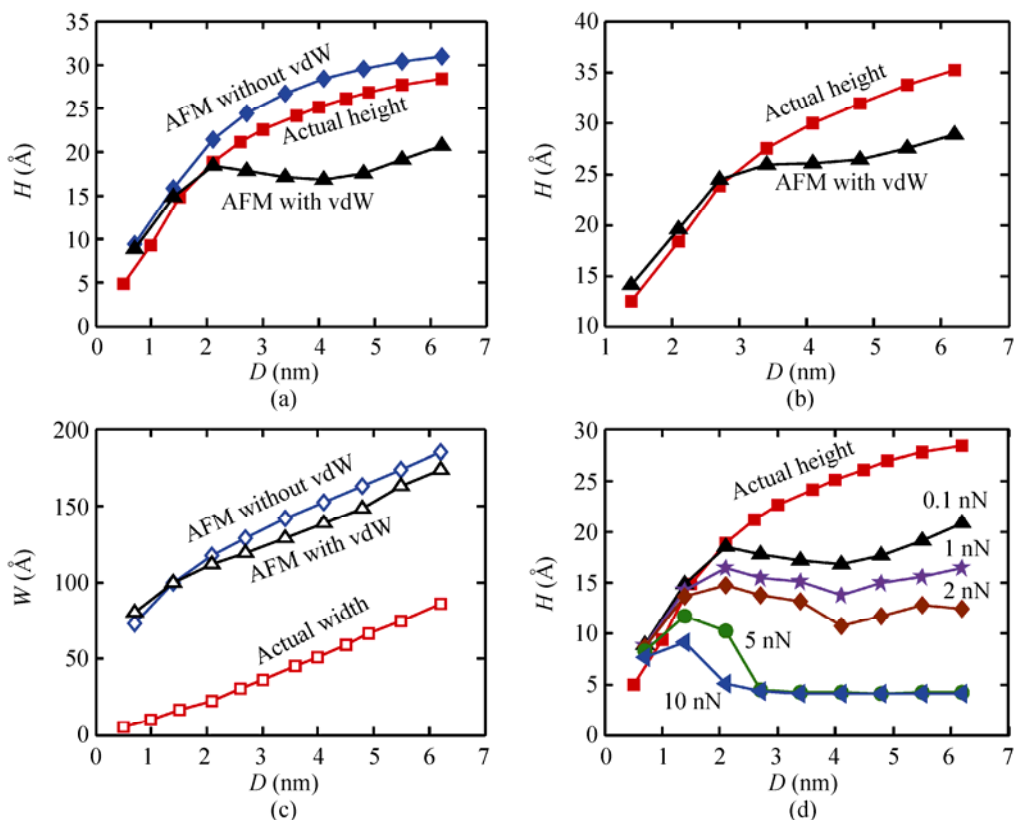 35
30
25
20
15
10
5
0
H (Å)
AFM without vdW
Actual height
AFM with vdW
0 1 2 3 4 5 6 7
D (nm)
(a)
40
35
30
25
20
15
10
H (Å)
Actual height
AFM with vdW
0 1 2 3 4 5 6 7
D (nm)
(b)
200
150
100
50
0
W (Å)
AFM without vdW
AFM with vdW
Actual width
0 1 2 3 4 5 6 7
D (nm)
(c)
30
25
20
15
10
5
0
H (Å)
Actual height
0.1 nN
1 nN
2 nN
5 nN
10 nN
0 1 2 3 4 5 6 7
D (nm)
(d)